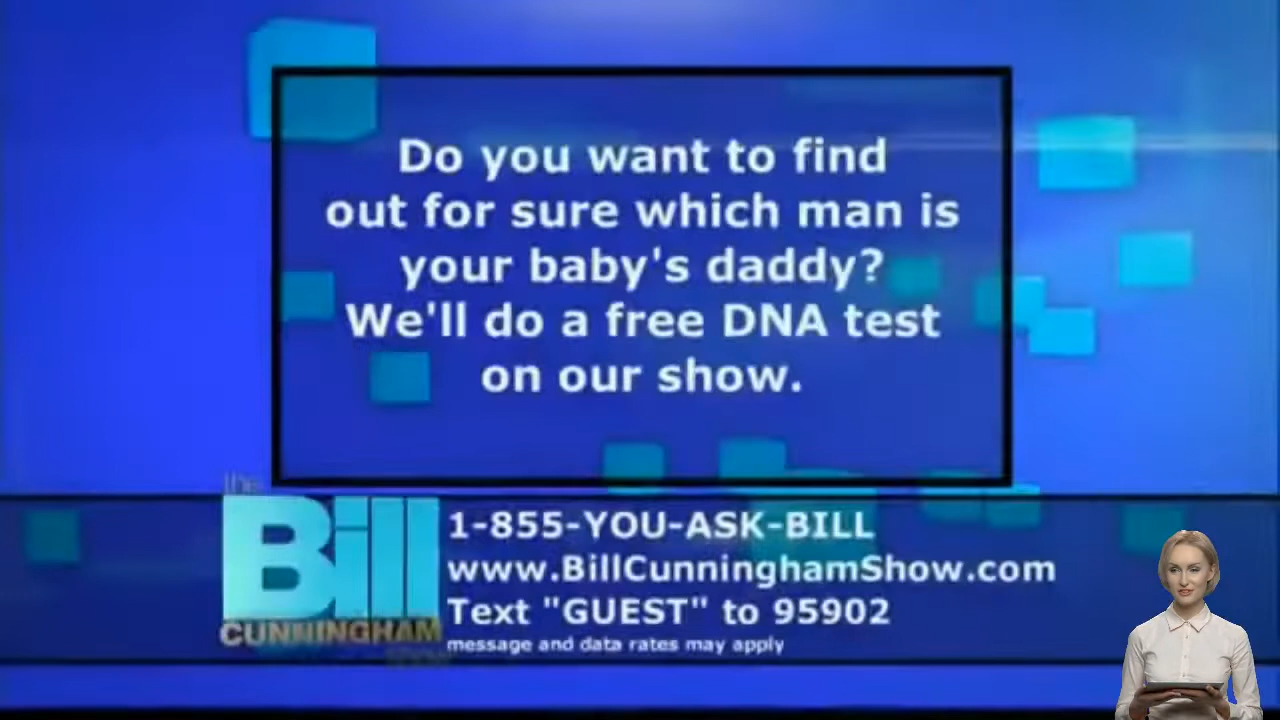 Do you want to find
out for sure which man is
your baby's daddy?
We'll do a free DNA test
on our show.
the
Bill
CUNNINGHAM
SHOW
1-855-YOU-ASK-BILL
www.BillCunninghamShow.com
Text "GUEST" to 95902
message and data rates may apply